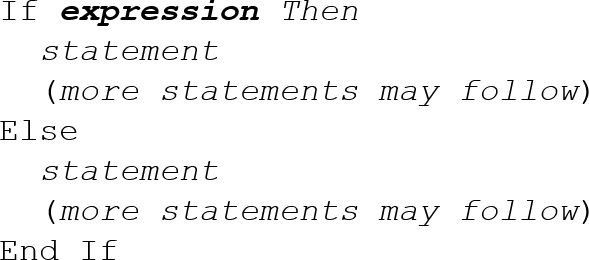 If expression Then
statement
(more statements may follow)
Else
statement
(more statements may follow)
End If